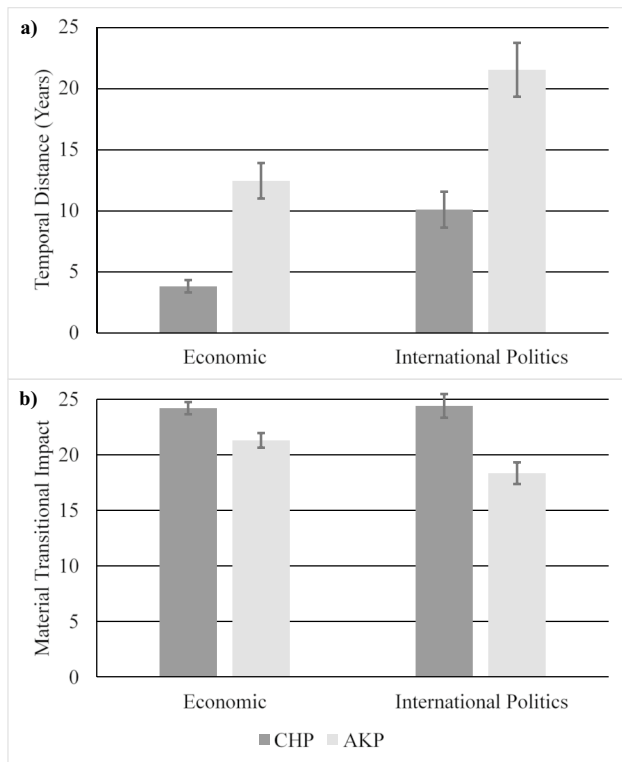 a)
Temporal Distance (Years)
25
20
15
10
5
0
Economic
International Politics
b)
Material Transitional Impact
25
20
15
10
5
0
Economic
International Politics
CHP
AKP